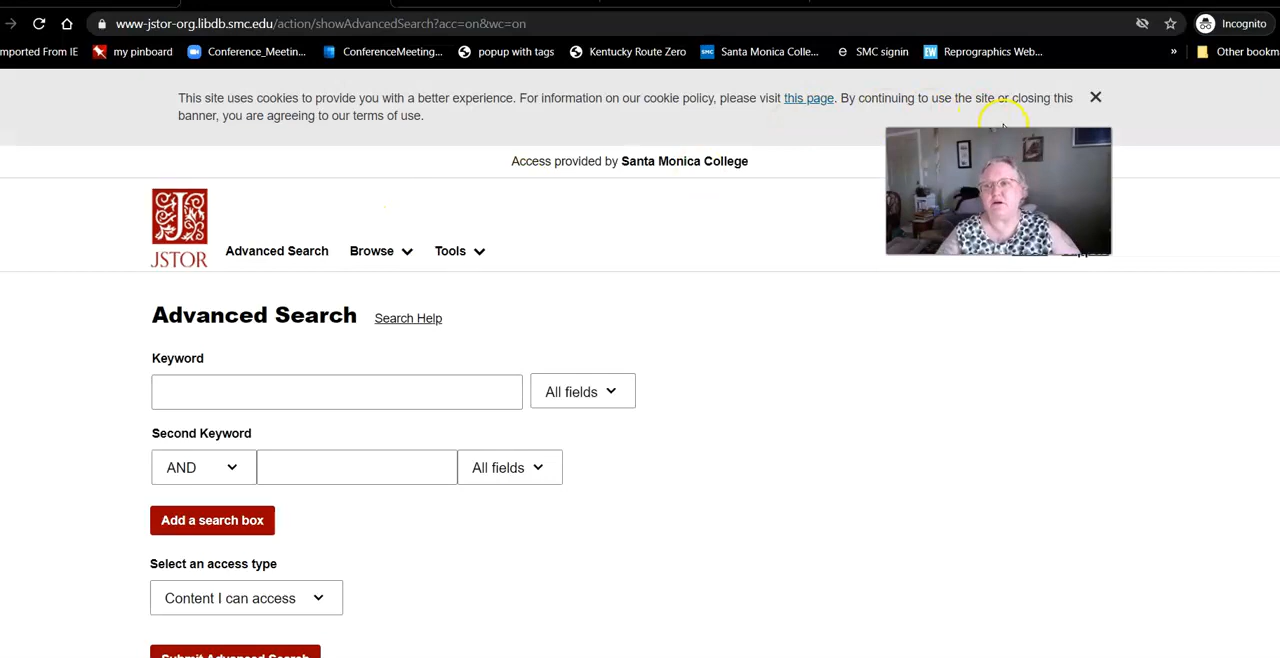 www-jstor-org.libdb.smc.edu/action/showAdvancedSearch?acc=on&wc=on
Incognito
mported From IE my pinboard Conference_Meetin... ConferenceMeeting... popup with tags Kentucky Route Zero SMC Santa Monica Colle... e SMC signin EW Reprographics Web... » Other bookm
This site uses cookies to provide you with a better experience. For information on our cookie policy, please visit this page. By continuing to use the site or closing this
banner, you are agreeing to our terms of use.
Access provided by Santa Monica College
J
JSTOR
Advanced Search Browse Tools
Advanced Search Search Help
Keyword
All fields
Second Keyword
AND All fields
Add a search box
Select an access type
Content I can access
Submit Advanced Search